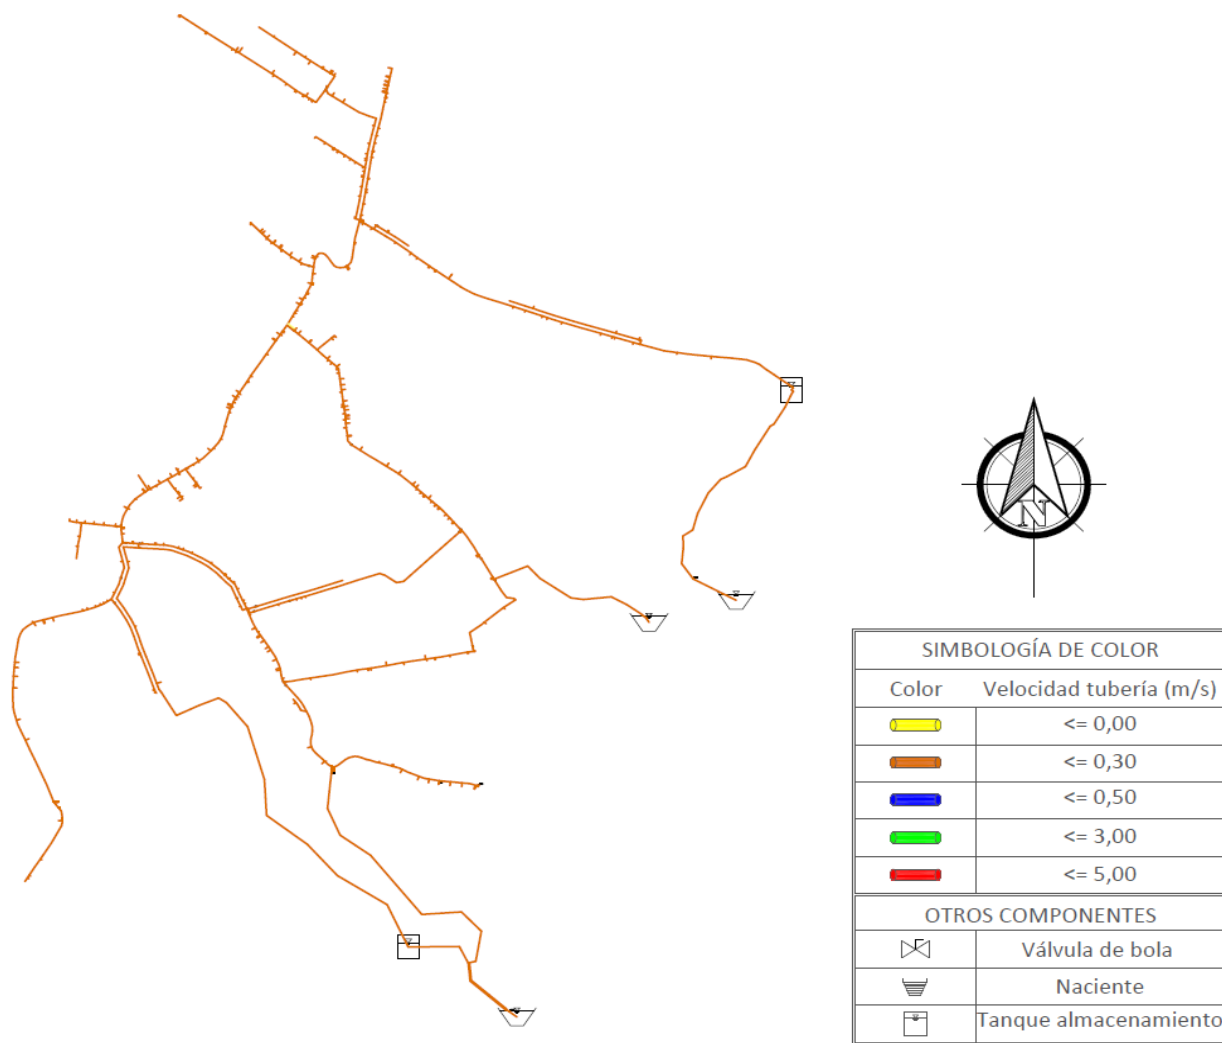 N
SIMBOLOGÍA DE COLOR
Color Velocidad tubería (m/s)
<= 0,00
<= 0,30
<= 0,50
<= 3,00
<= 5,00
OTROS COMPONENTES
Válvula de bola
Naciente
Tanque almacenamiento